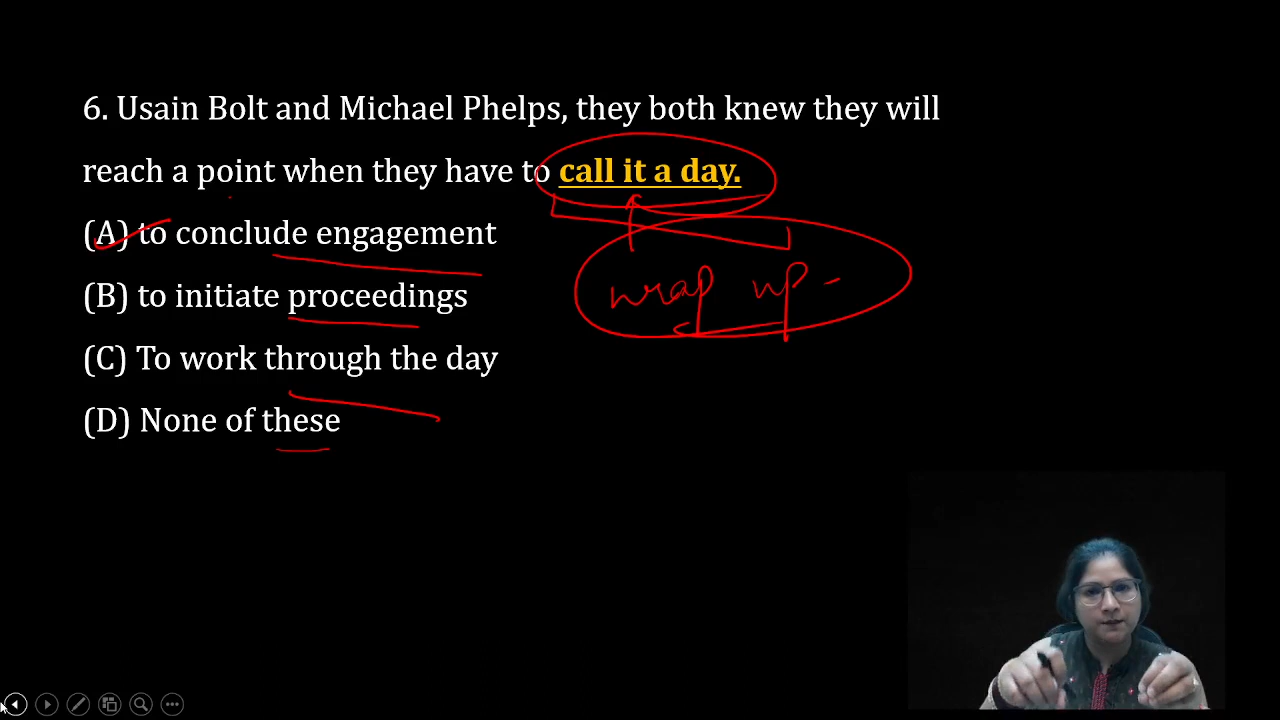 6. Usain Bolt and Michael Phelps, they both knew they will
reach a point when they have to call it a day.
(A) to conclude engagement
(B) to initiate proceedings
(C) To work through the day
(D) None of these
wrap up -